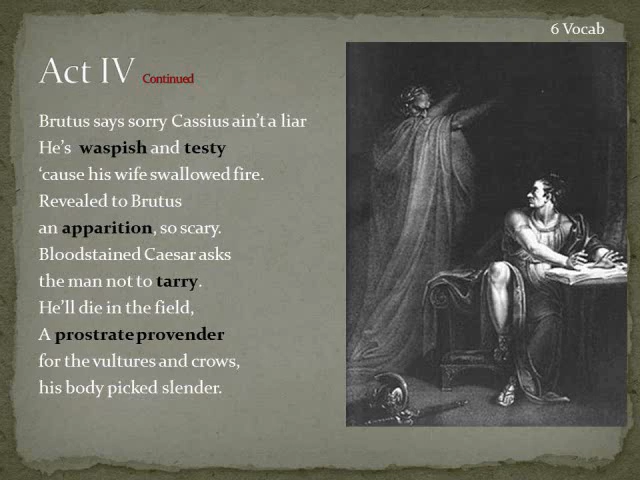 6 Vocab
Act IV Continued
Brutus says sorry Cassius ain't a liar
He's waspish and testy
‘cause his wife swallowed fire.
Revealed to Brutus
an apparition, so scary.
Bloodstained Caesar asks
the man not to tarry.
He'll die in the field,
A prostrate provender
for the vultures and crows,
his body picked slender.